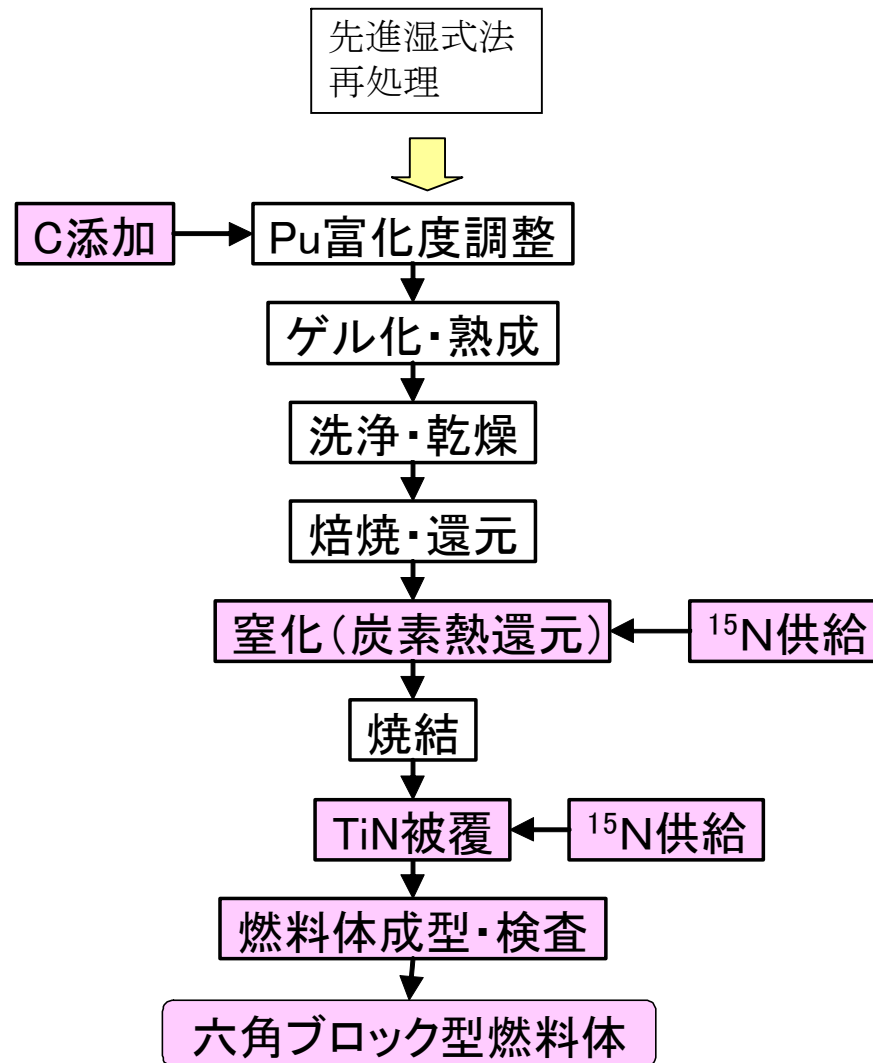 先進湿式法
再処理
C添加
Pu富化度調整
ゲル化・熟成
洗浄・乾燥
焙焼・還元
窒化(炭素熱還元)
¹⁵N供給
焼結
TiN被覆
¹⁵N供給
燃料体成型・検査
六角ブロック型燃料体